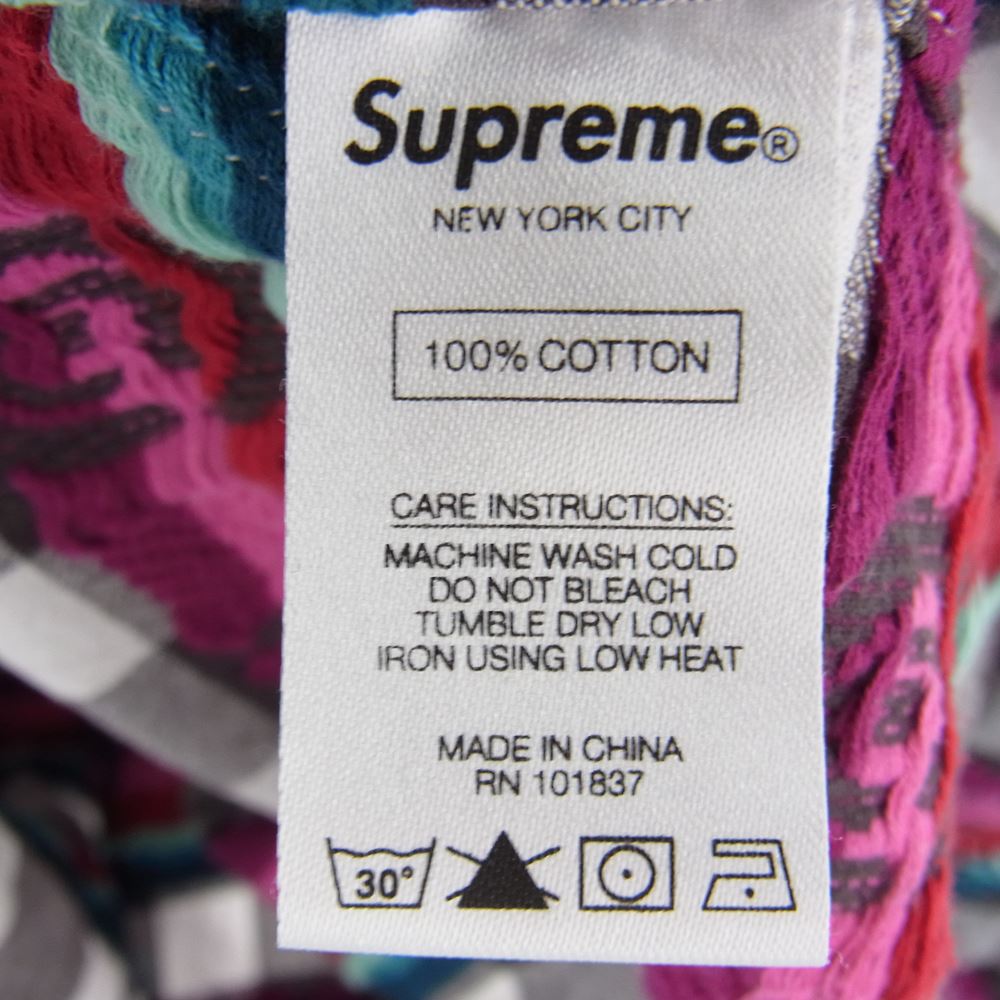 Supreme®
NEW YORK CITY
100% COTTON
CARE INSTRUCTIONS:
MACHINE WASH COLD
DO NOT BLEACH
TUMBLE DRY LOW
IRON USING LOW HEAT
MADE IN CHINA
RN 101837
30°